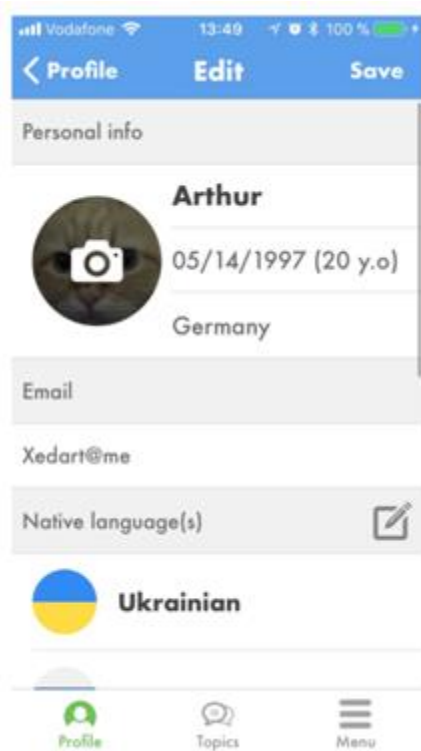 Vodafone 13:49 100 %
Profile Edit Save
Personal info
Arthur
05/14/1997 (20 y.o)
Germany
Email
Xedart@me
Native language(s)
Ukrainian
Profile Topics Menu